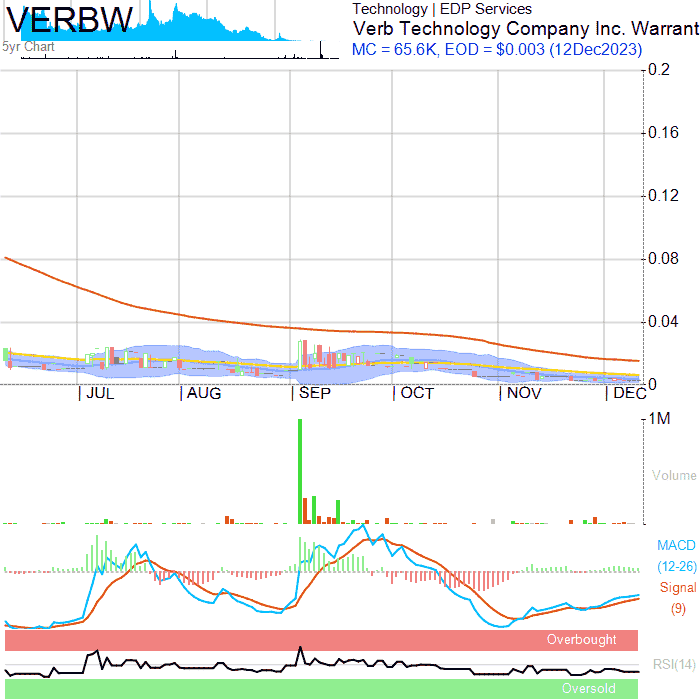 VERBW
Technology | EDP Services
Verb Technology Company Inc. Warrant
MC = 65.6K, EOD = $0.003 (12Dec2023)
5yr Chart
0.2
0.16
0.12
0.08
0.04
0
JUL AUG SEP OCT NOV DEC
1M
Volume
MACD
(12-26)
Signal
(9)
Overbought
RSI(14)
Oversold